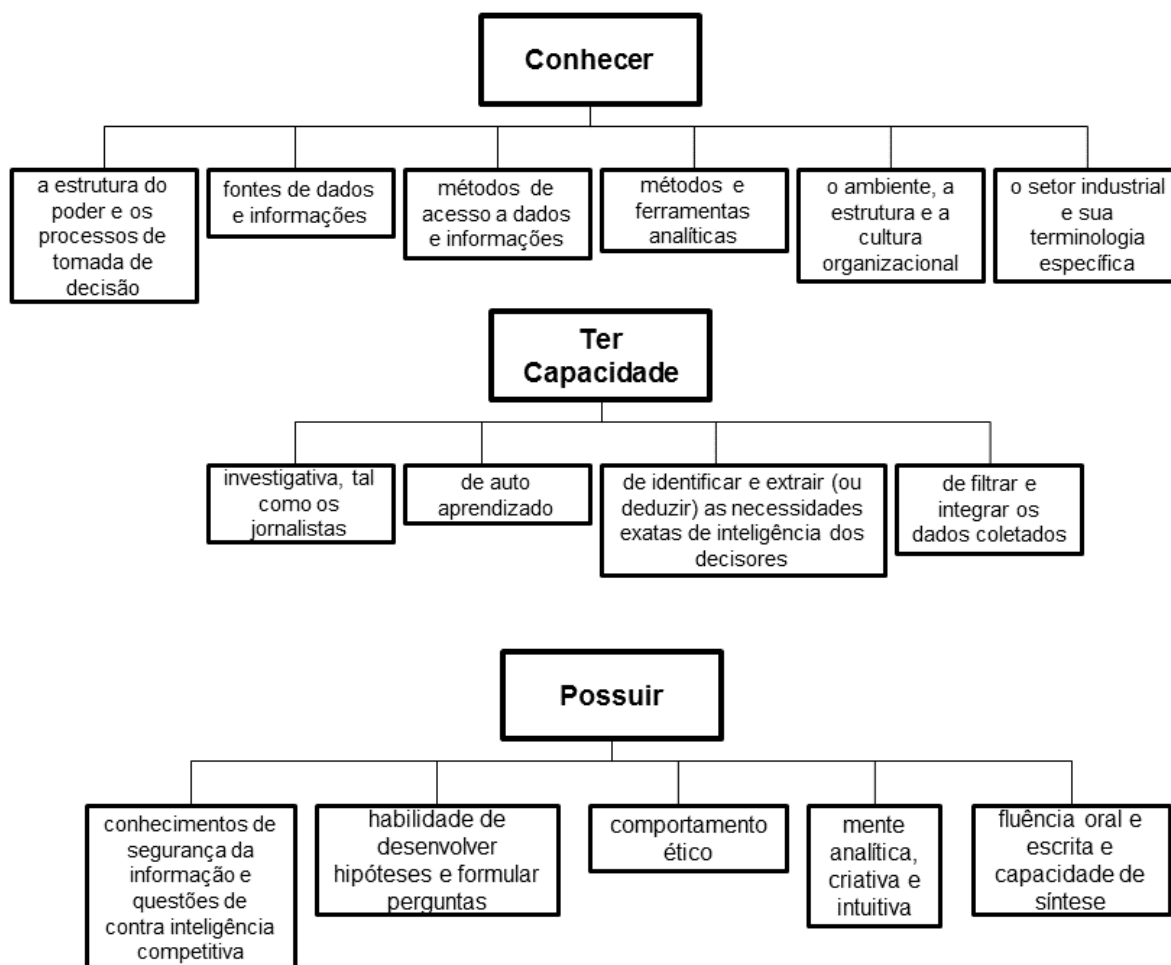 Conhecer
a estrutura do
poder e os
processos de
tomada de
decisão
fontes de dados
e informações
métodos de
acesso a dados
e informações
métodos e
ferramentas
analíticas
o ambiente, a
estrutura e a
cultura
organizacional
o setor industrial
e sua
terminologia
específica
Ter
Capacidade
investigativa, tal
como os
jornalistas
de auto
aprendizado
de identificar e extrair (ou
deduzir) as necessidades
exatas de inteligência dos
decisores
de filtrar e
integrar os
dados coletados
Possuir
conhecimentos de
segurança da
informação e
questões de
contra inteligência
competitiva
habilidade de
desenvolver
hipóteses e formular
perguntas
comportamento
ético
mente
analítica,
criativa e
intuitiva
fluência oral e
escrita e
capacidade de
síntese